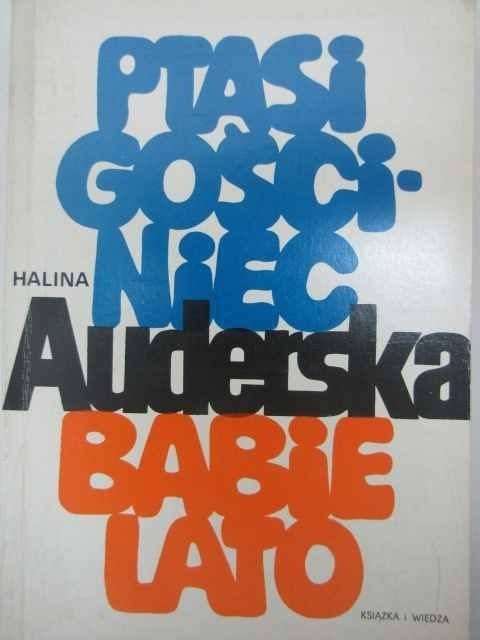 PTASI
GOŚCI-
NIEC
HALINA
Auderska
BABIE
LATO
KSIĄŻKA i WIEDZA